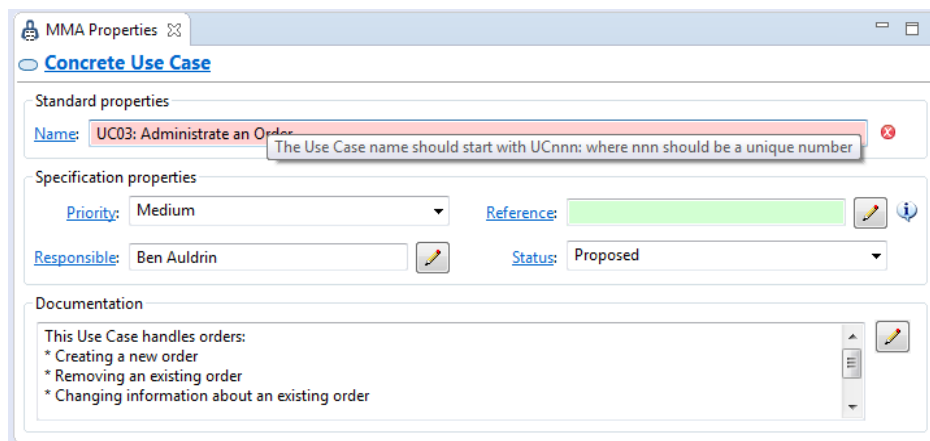 MMA Properties
Concrete Use Case
Standard properties
Name: UC03: Administrate an Order
The Use Case name should start with UCnnn: where nnn should be a unique number
Specification properties
Priority: Medium Reference:
Responsible: Ben Auldrin Status: Proposed
Documentation
This Use Case handles orders:
* Creating a new order
* Removing an existing order
* Changing information about an existing order